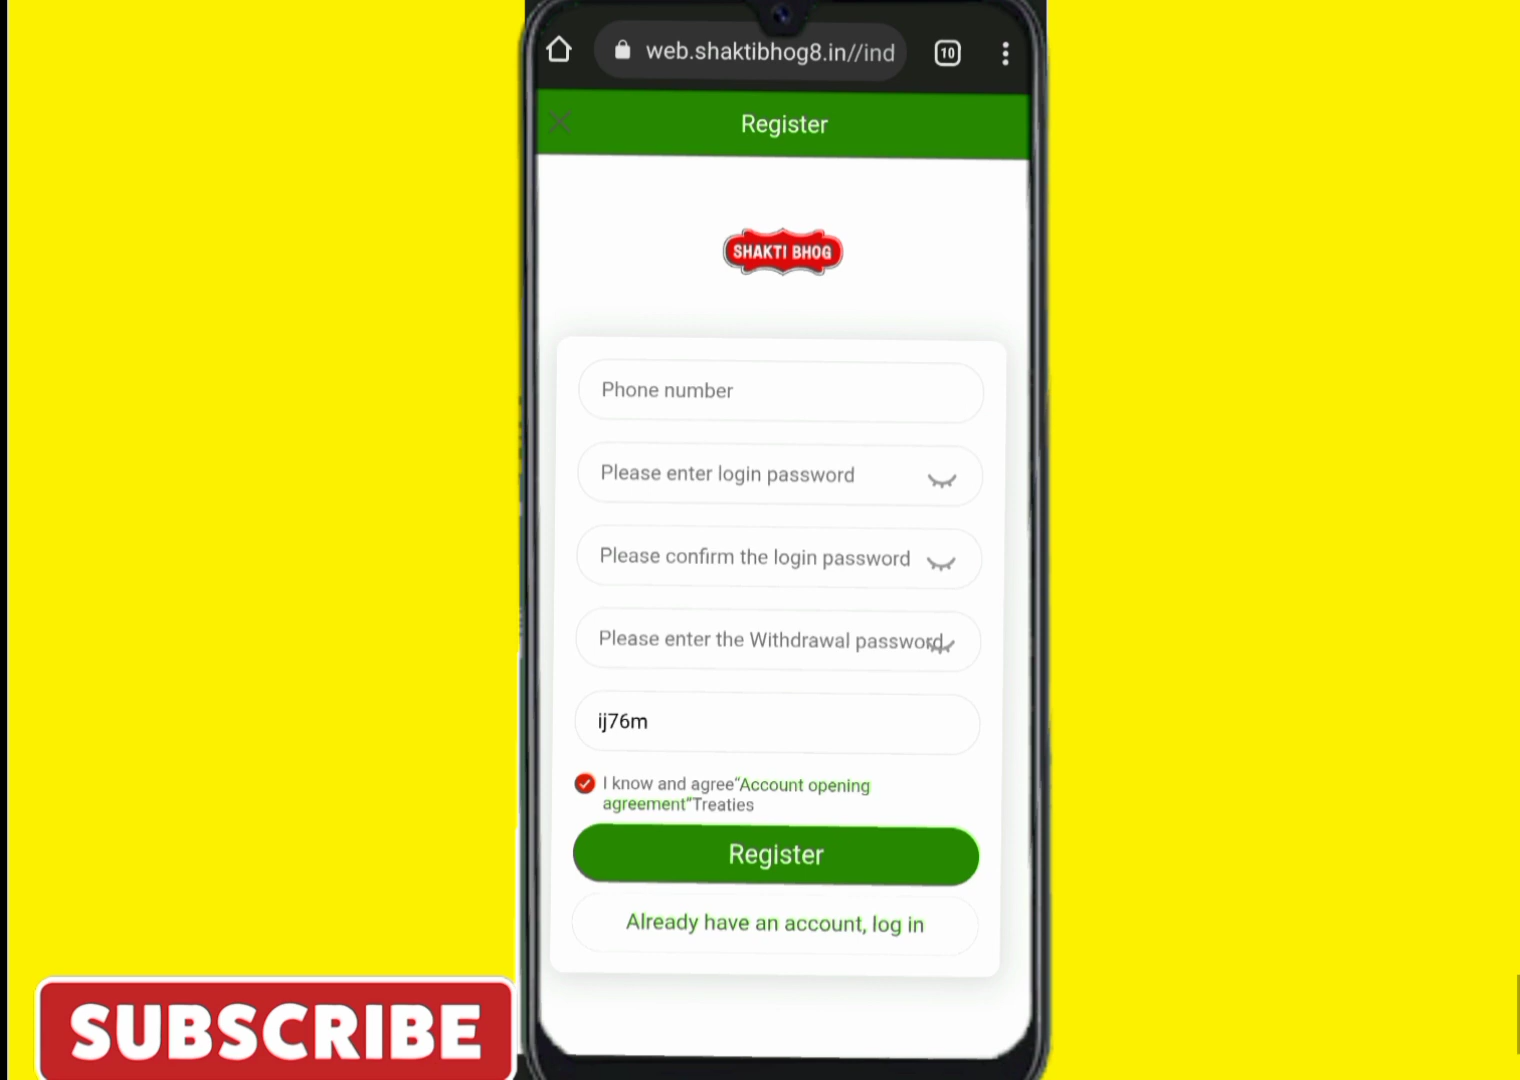 web.shaktibhog8.in//ind
10
Register
SHAKTI BHOG
Phone number
Please enter login password
Please confirm the login password
Please enter the Withdrawal password
ij76m
I know and agree“Account opening
agreement”Treaties
Register
Already have an account, log in
SUBSCRIBE